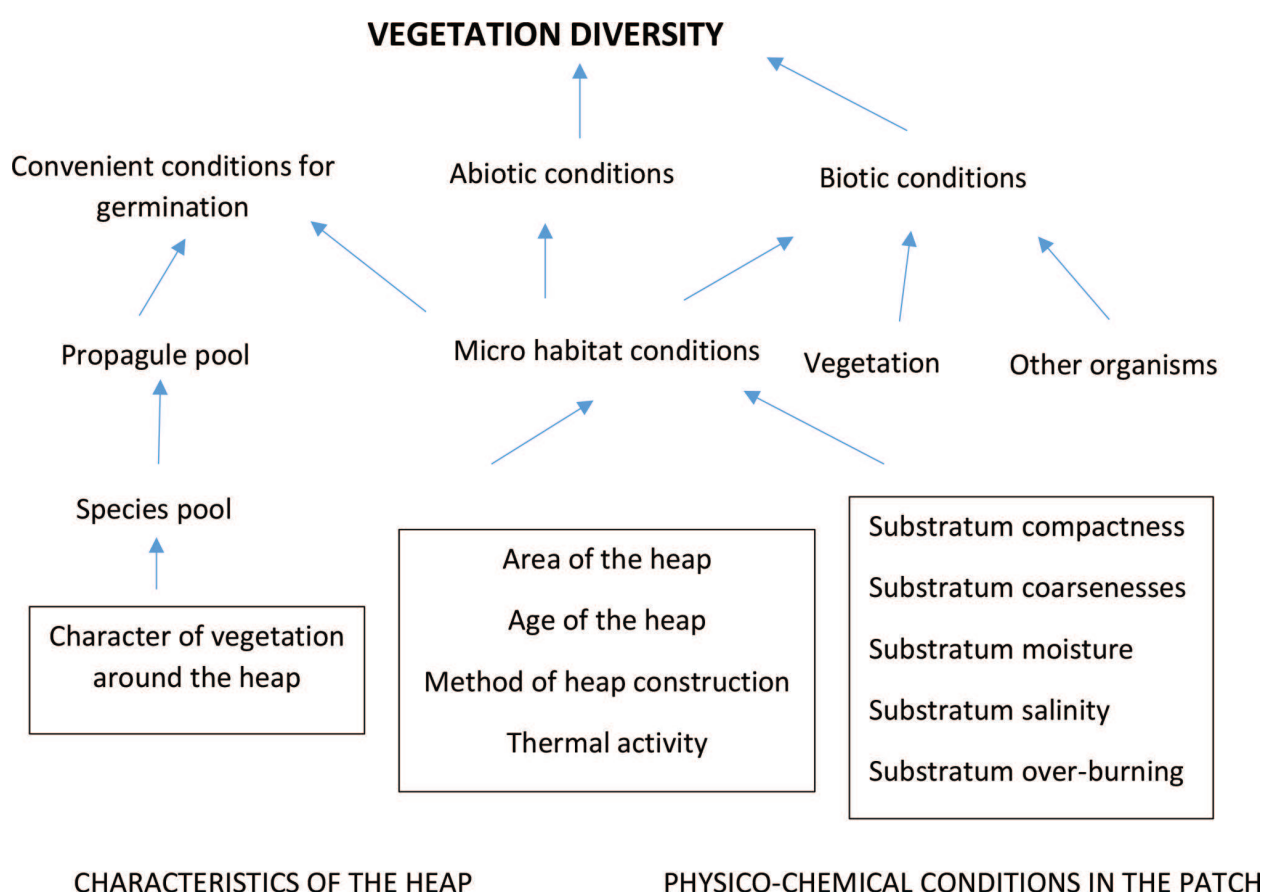 VEGETATION DIVERSITY
Convenient conditions for
germination
Abiotic conditions
Biotic conditions
Propagule pool
Micro habitat conditions
Vegetation
Other organisms
Species pool
Character of vegetation
around the heap
Area of the heap
Age of the heap
Method of heap construction
Thermal activity
Substratum compactness
Substratum coarsenesses
Substratum moisture
Substratum salinity
Substratum over-burning
CHARACTERISTICS OF THE HEAP
PHYSICO-CHEMICAL CONDITIONS IN THE PATCH